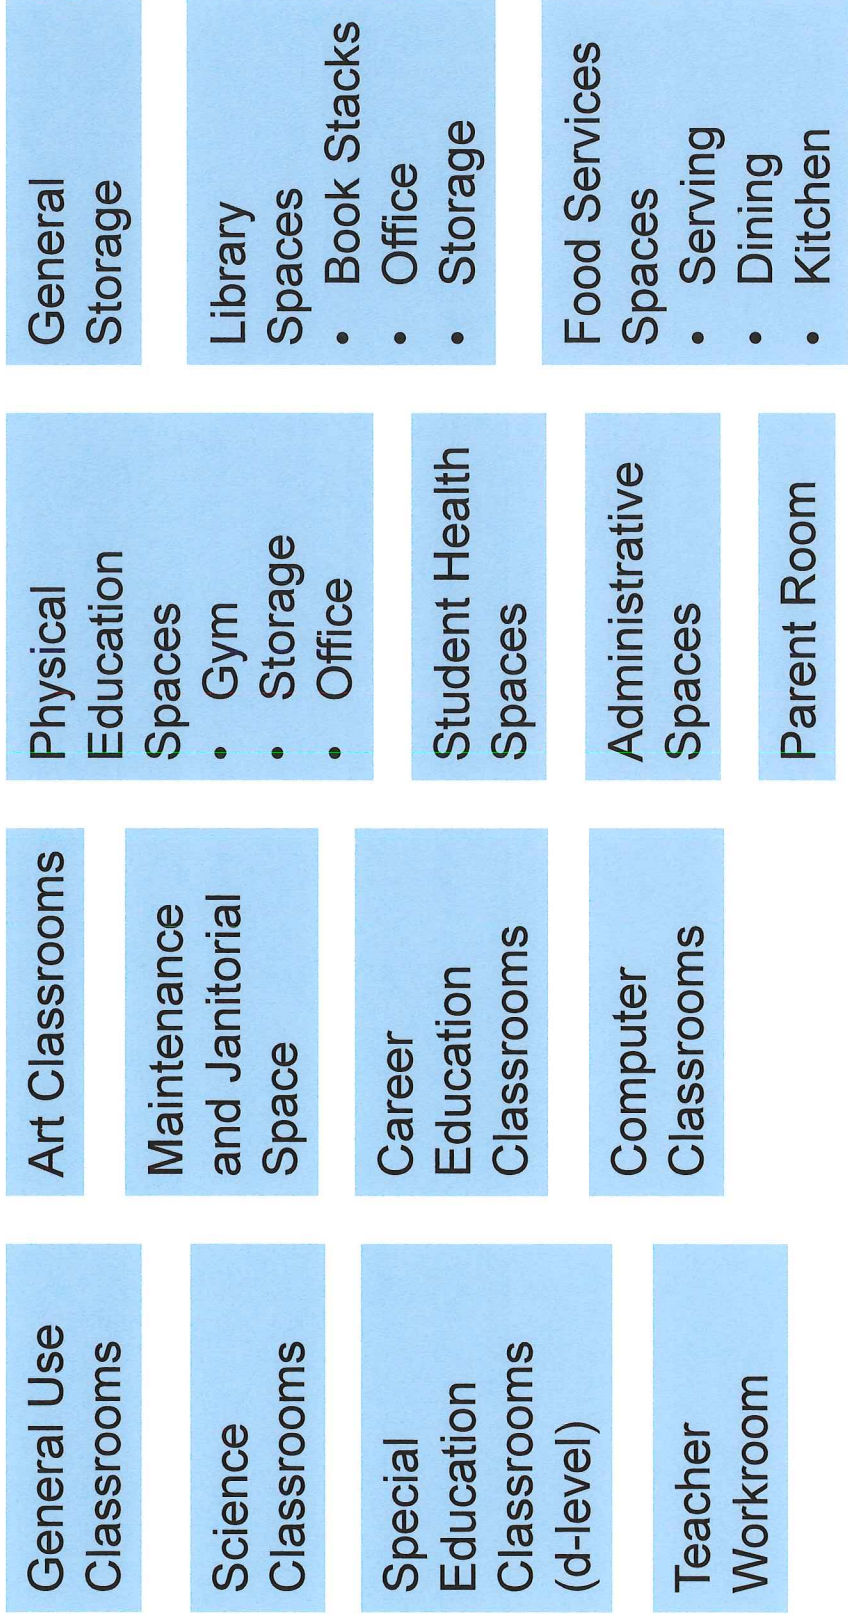 General Use
Classrooms
Science
Classrooms
Special
Education
Classrooms
(d-level)
Teacher
Workroom
Art Classrooms
Maintenance
and Janitorial
Space
Career
Education
Classrooms
Computer
Classrooms
Physical
Education
Spaces
• Gym
• Storage
• Office
Student Health
Spaces
Administrative
Spaces
Parent Room
General
Storage
Library
Spaces
• Book Stacks
• Office
• Storage
Food Services
Spaces
• Serving
• Dining
• Kitchen